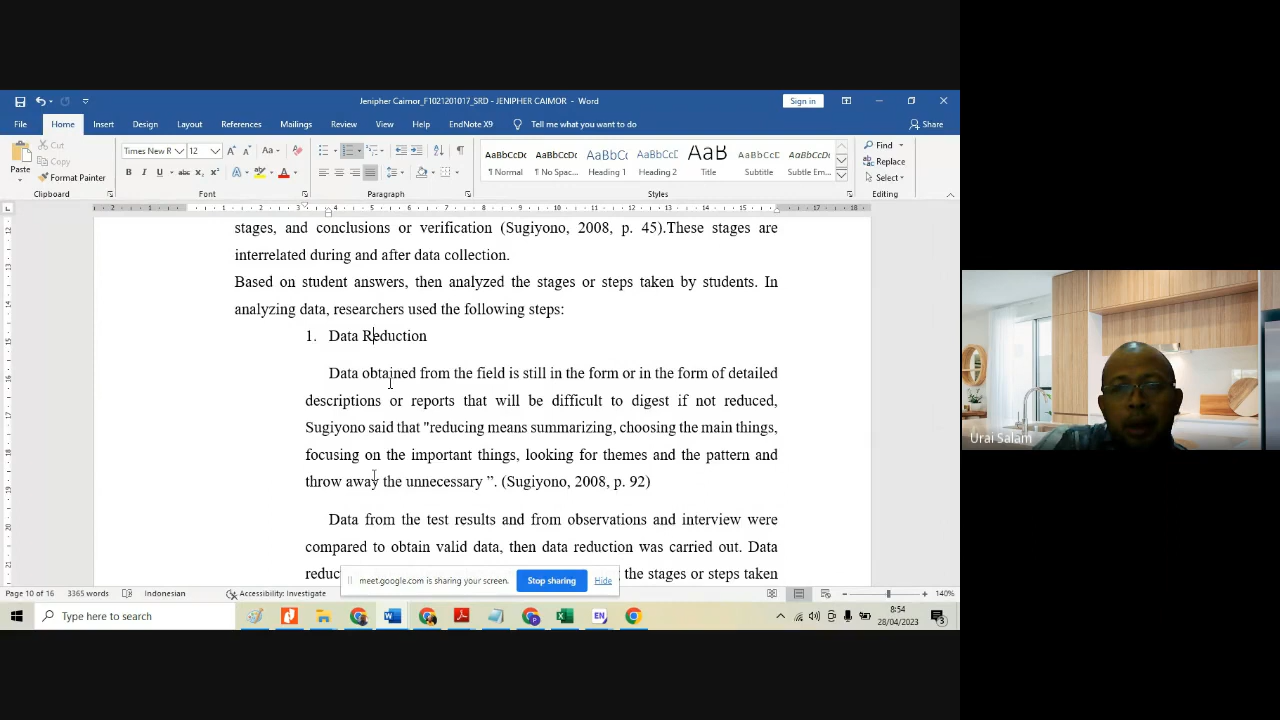 Jenipher Caimor_F1021201017_SRD - JENIPHER CAIMOR - Word
Sign in
File Home Insert Design Layout References Mailings Review View Help EndNote X9 Tell me what you want to do Share
Paste
Cut
Copy
Format Painter
Clipboard
Times New R 12
Font
Paragraph
AaBbCcDc AaBbCcDc AaBbCc AaBbCcD AaB AaBbCcD AaBbCcDc
¶ Normal ¶ No Spac... Heading 1 Heading 2 Title Subtitle Subtle Em...
Styles
Find
Replace
Select
Editing
stages, and conclusions or verification (Sugiyono, 2008, p. 45).These stages are
interrelated during and after data collection.
Based on student answers, then analyzed the stages or steps taken by students. In
analyzing data, researchers used the following steps:
1. Data Reduction
Data obtained from the field is still in the form or in the form of detailed
descriptions or reports that will be difficult to digest if not reduced,
Sugiyono said that "reducing means summarizing, choosing the main things,
focusing on the important things, looking for themes and the pattern and
throw away the unnecessary ”. (Sugiyono, 2008, p. 92)
Data from the test results and from observations and interview were
compared to obtain valid data, then data reduction was carried out. Data
reduc the stages or steps taken
meet.google.com is sharing your screen. Stop sharing Hide
Page 10 of 16 3365 words Indonesian Accessibility: Investigate 140%
Type here to search
EN
8:54
28/04/2023
3
Urai Salam